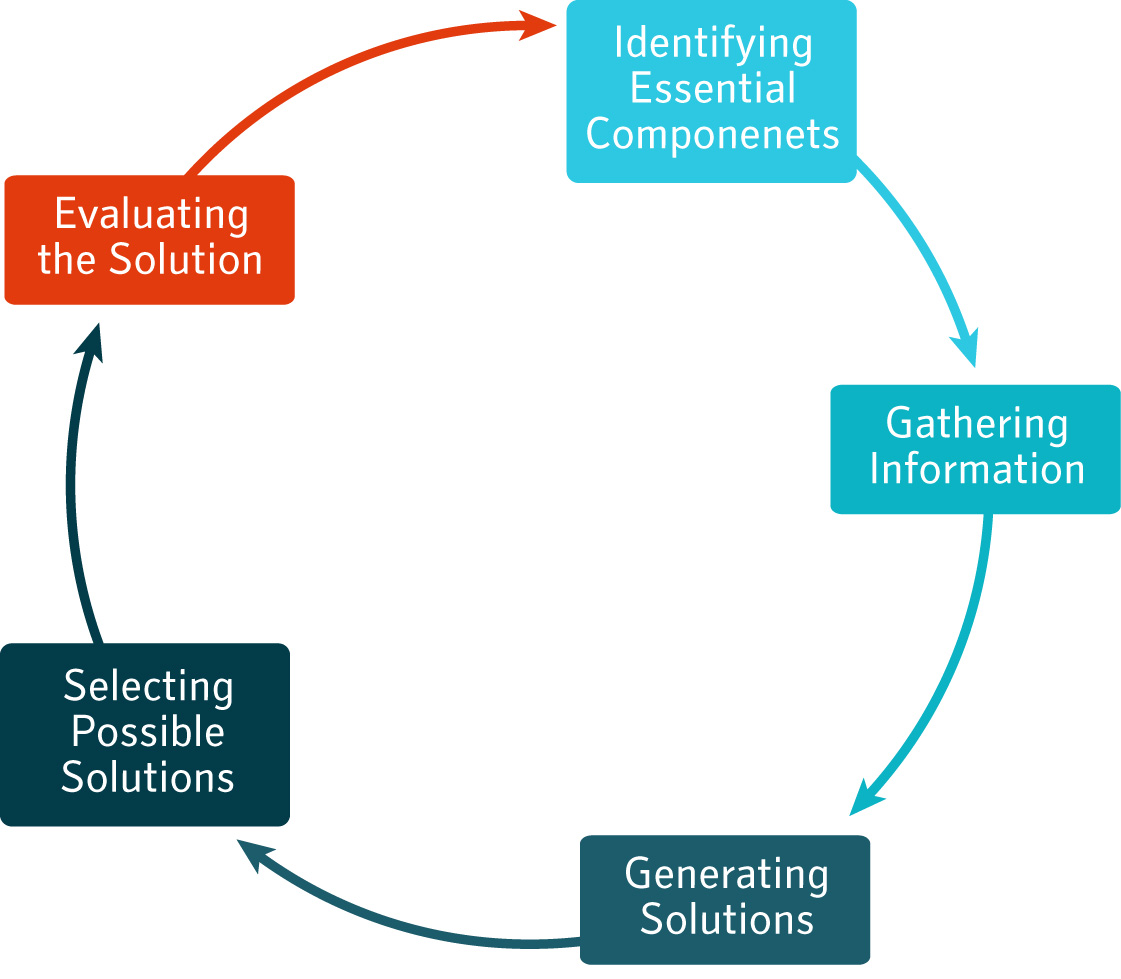 Identifying
Essential
Componenets
Gathering
Information
Generating
Solutions
Selecting
Possible
Solutions
Evaluating
the Solution